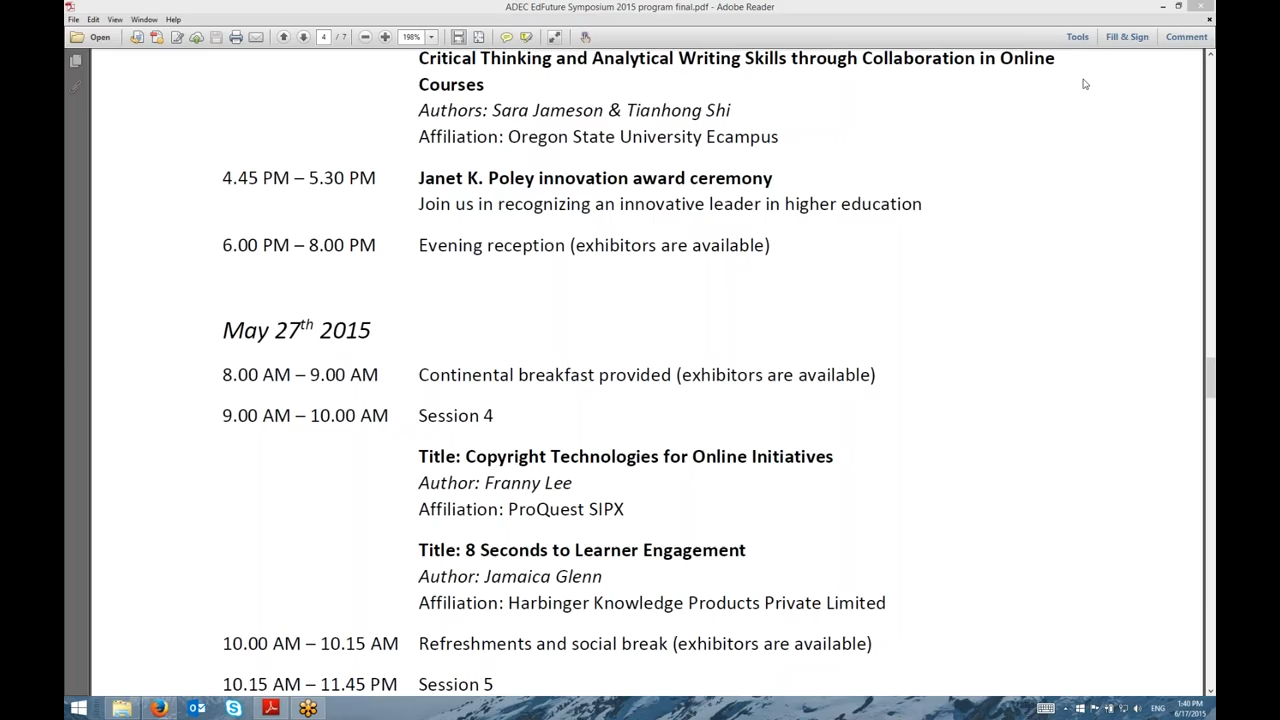 ADEC EdFuture Symposium 2015 program final.pdf - Adobe Reader
File Edit View Window Help
Open 4 / 7 198% Tools Fill & Sign Comment
Critical Thinking and Analytical Writing Skills through Collaboration in Online
Courses
Authors: Sara Jameson & Tianhong Shi
Affiliation: Oregon State University Ecampus
4.45 PM – 5.30 PM Janet K. Poley innovation award ceremony
Join us in recognizing an innovative leader in higher education
6.00 PM – 8.00 PM Evening reception (exhibitors are available)
May 27th 2015
8.00 AM – 9.00 AM Continental breakfast provided (exhibitors are available)
9.00 AM – 10.00 AM Session 4
Title: Copyright Technologies for Online Initiatives
Author: Franny Lee
Affiliation: ProQuest SIPX
Title: 8 Seconds to Learner Engagement
Author: Jamaica Glenn
Affiliation: Harbinger Knowledge Products Private Limited
10.00 AM – 10.15 AM Refreshments and social break (exhibitors are available)
10.15 AM – 11.45 PM Session 5
ENG 1:40 PM
6/17/2015